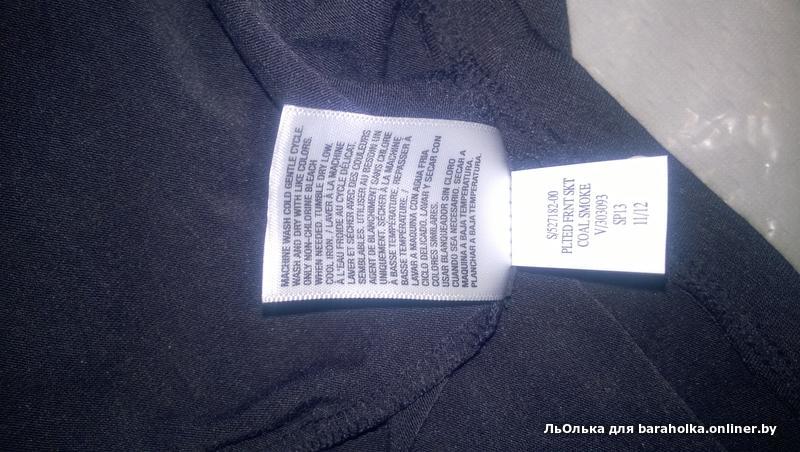 MACHINE WASH COLD GENTLE CYCLE.
WASH AND DRY WITH LIKE COLORS.
ONLY NON-CHLORINE BLEACH
WHEN NEEDED. TUMBLE DRY LOW.
COOL IRON. / LAVER À LA MACHINE
À L'EAU FROIDE AU CYCLE DÉLICAT.
LAVER ET SÉCHER AVEC DES COULEURS
SEMBLABLES. UTILISER AU BESOIN UN
AGENT DE BLANCHIMENT SANS CHLORE
UNIQUEMENT. SÉCHER À LA MACHINE
À BASSE TEMPÉRATURE. REPASSER À
BASSE TEMPÉRATURE. /
LAVAR A MAQUINA CON AGUA FRIA
CICLO DELICADO. LAVAR Y SECAR CON
COLORES SIMILARES.
USAR BLANQUEADOR SIN CLORO
CUANDO SEA NECESARIO. SECAR A
MAQUINA A BAJA TEMPERATURA.
PLANCHAR A BAJA TEMPERATURA.
S/527182-00
PLTED FRNT SKT
COAL SMOKE
V/303093
SP13
11/12
ЛьОлька для baraholka.onliner.by